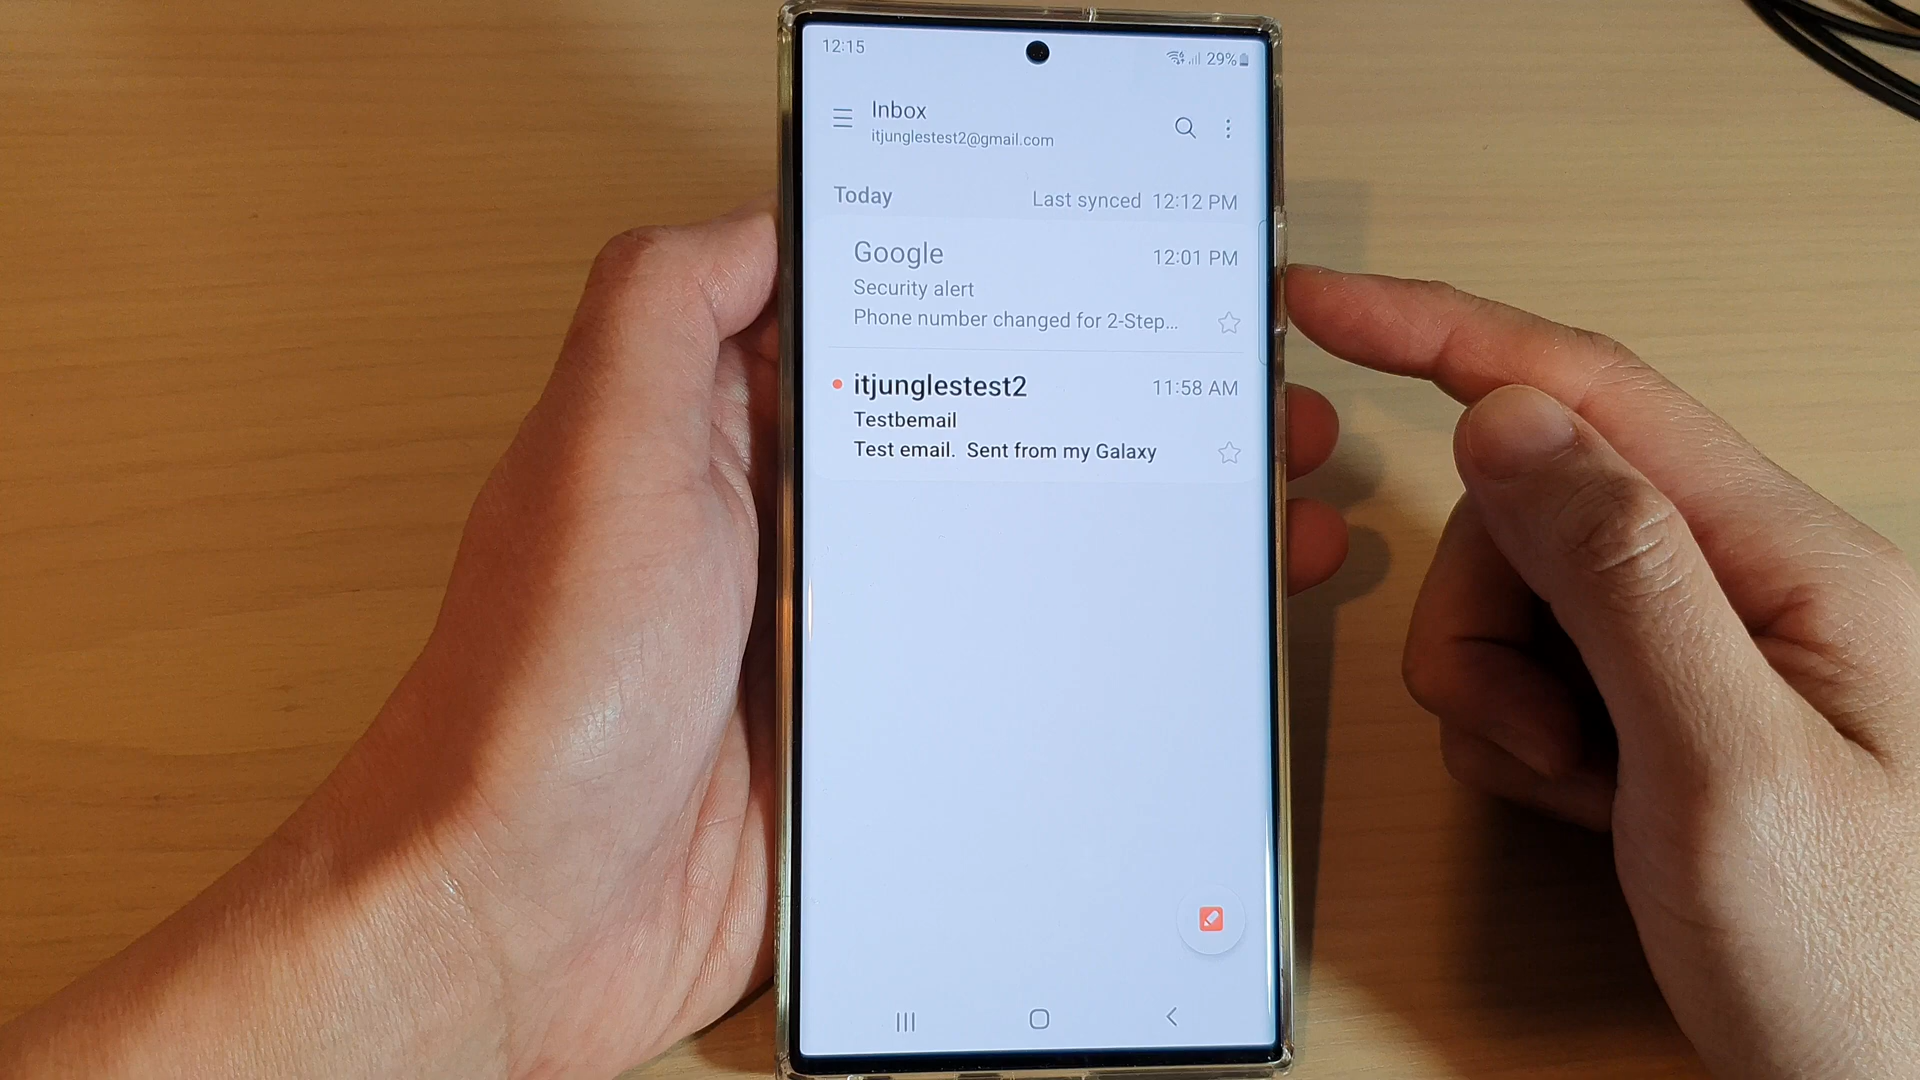 12:15
29%
Inbox
itjunglestest2@gmail.com
Today Last synced 12:12 PM
Google 12:01 PM
Security alert
Phone number changed for 2-Step...
itjunglestest2 11:58 AM
Testbemail
Test email. Sent from my Galaxy